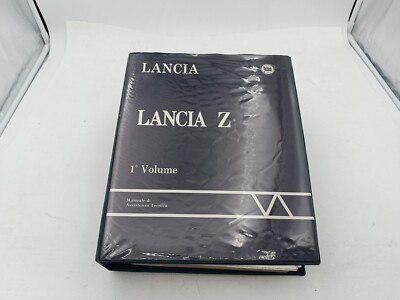 LANCIA
LANCIA Z
1° Volume
Manuale di
Assistenza Tecnica